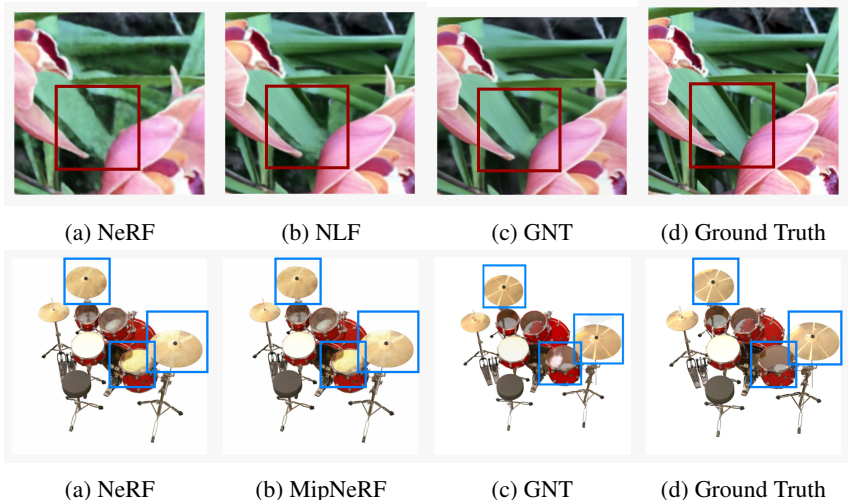 (a) NeRF (b) NLF (c) GNT (d) Ground Truth
(a) NeRF (b) MipNeRF (c) GNT (d) Ground Truth